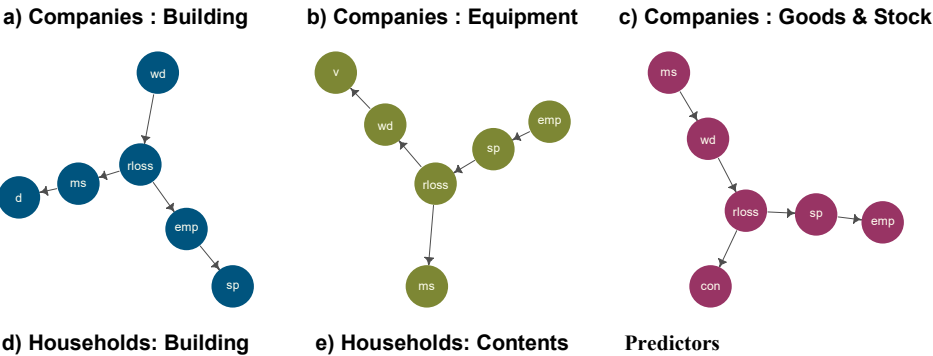 a) Companies : Building
b) Companies : Equipment
c) Companies : Goods & Stock
wd
rloss
ms
d
emp
sp
v
wd
emp
sp
rloss
ms
ms
wd
rloss
sp
emp
con
d) Households: Building
e) Households: Contents
Predictors